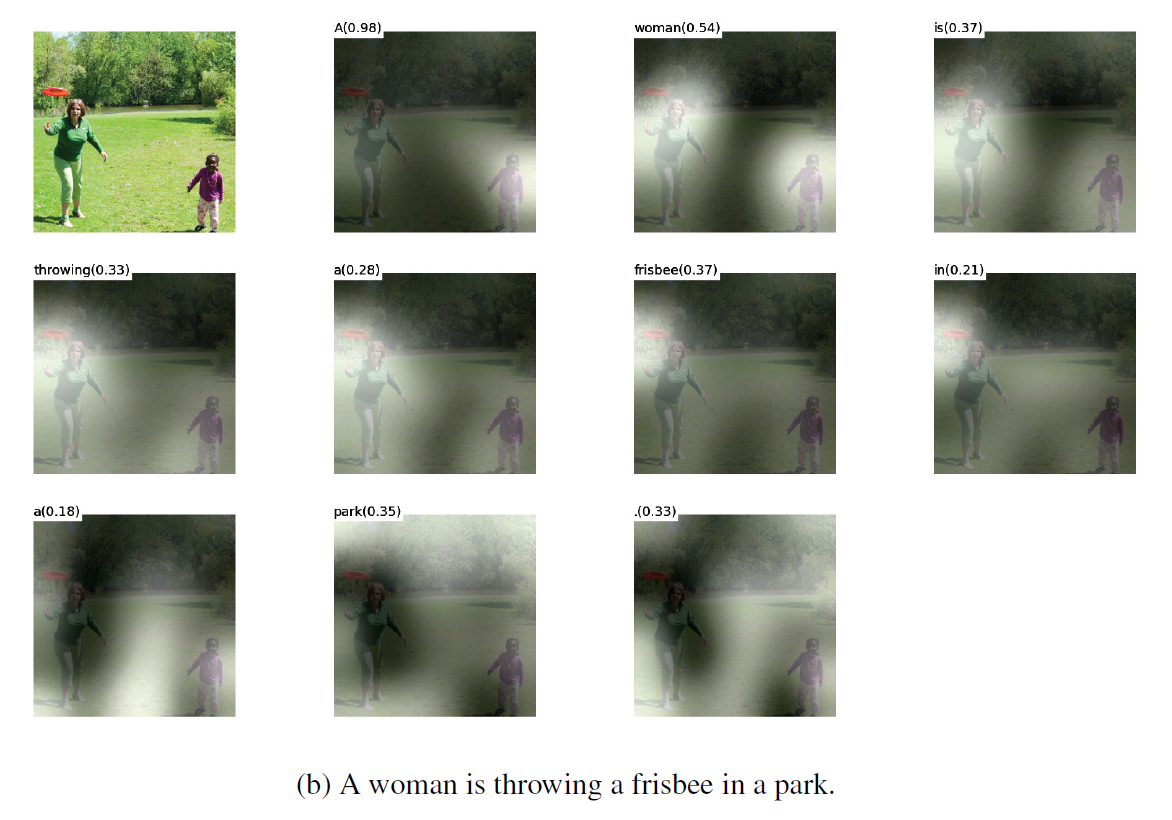 A(0.98)
woman(0.54)
is(0.37)
throwing(0.33)
a(0.28)
frisbee(0.37)
in(0.21)
a(0.18)
park(0.35)
.(0.33)
(b) A woman is throwing a frisbee in a park.